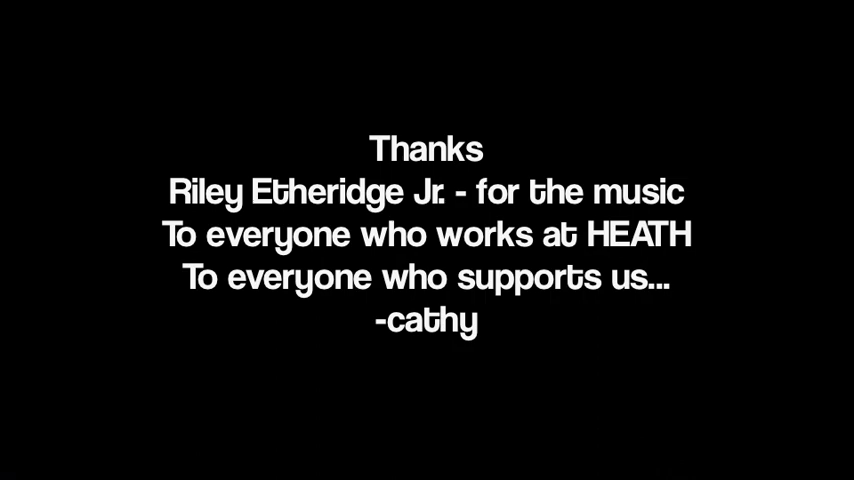 Thanks
Riley Etheridge Jr. - for the music
To everyone who works at HEATH
To everyone who supports us...
-cathy